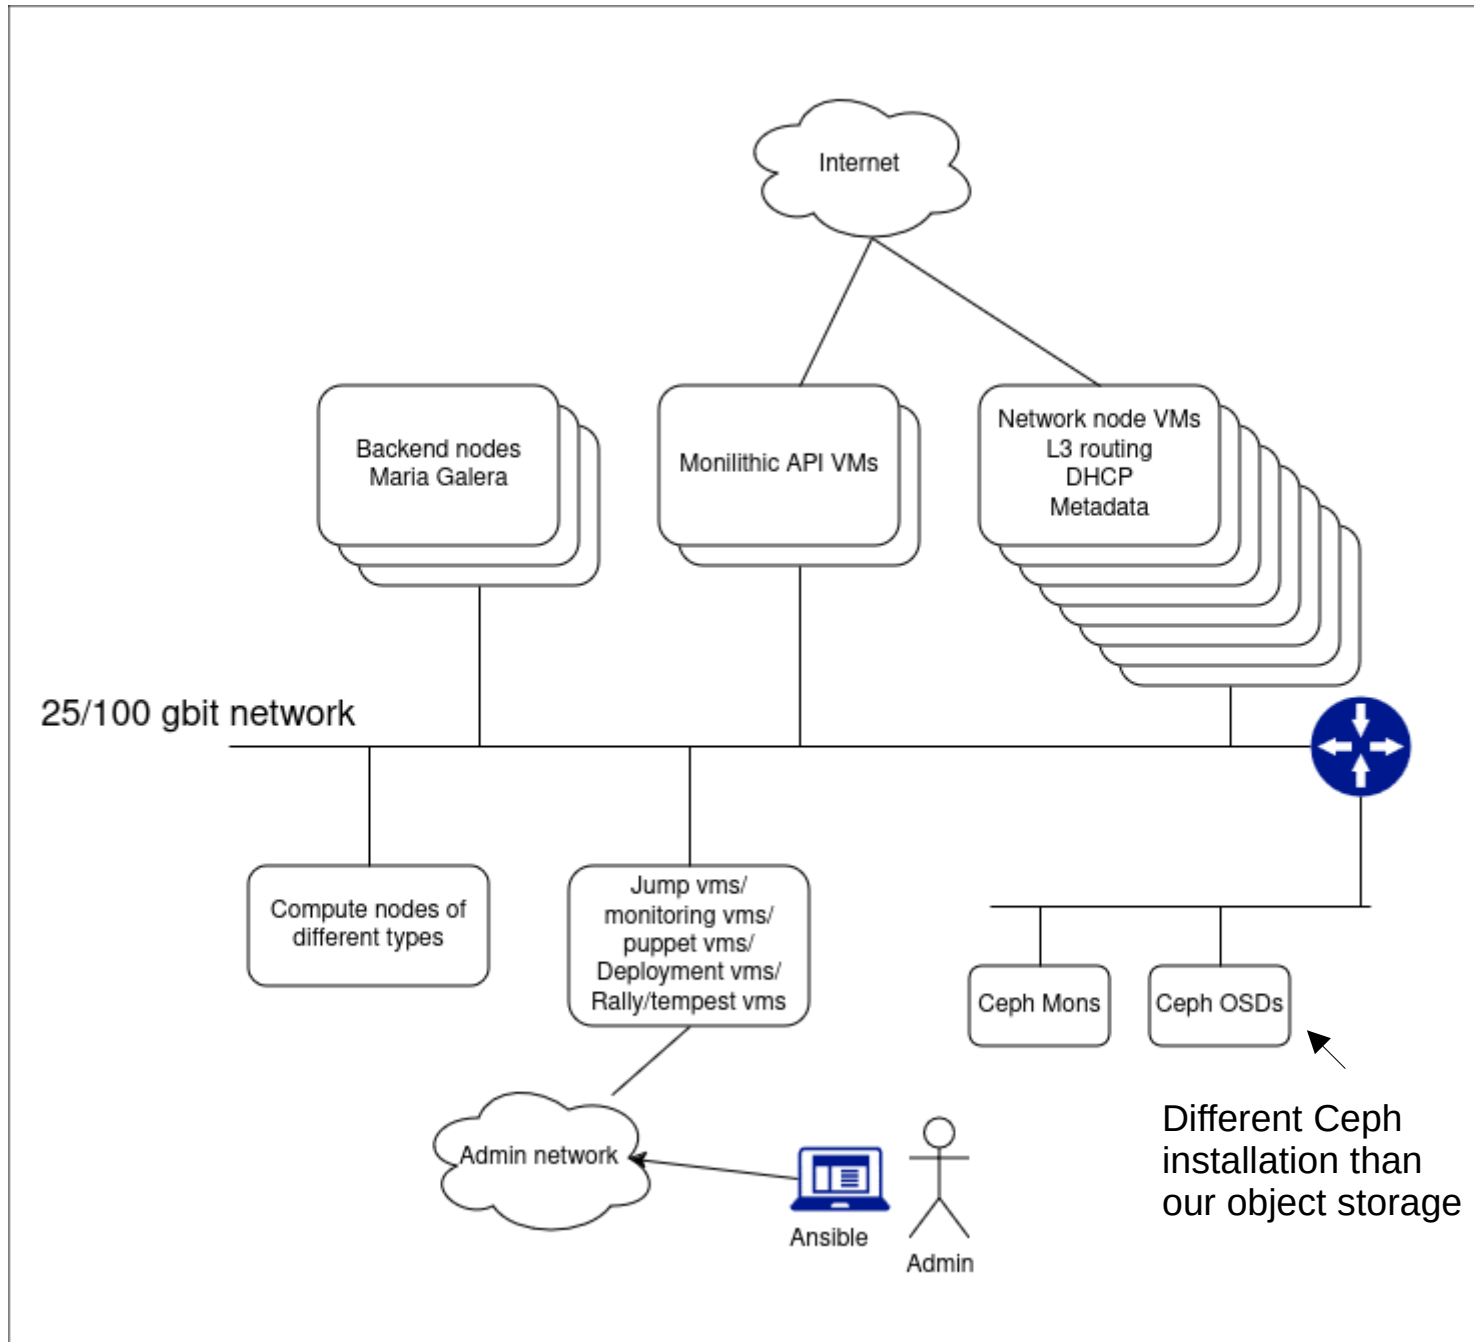 Internet
Backend nodes
Maria Galera
Monilithic API VMs
Network node VMs
L3 routing
DHCP
Metadata
25/100 gbit network
Compute nodes of
different types
Jump vms/
monitoring vms/
puppet vms/
Deployment vms/
Rally/tempest vms
Ceph Mons
Ceph OSDs
Different Ceph
installation than
our object storage
Admin network
Ansible
Admin